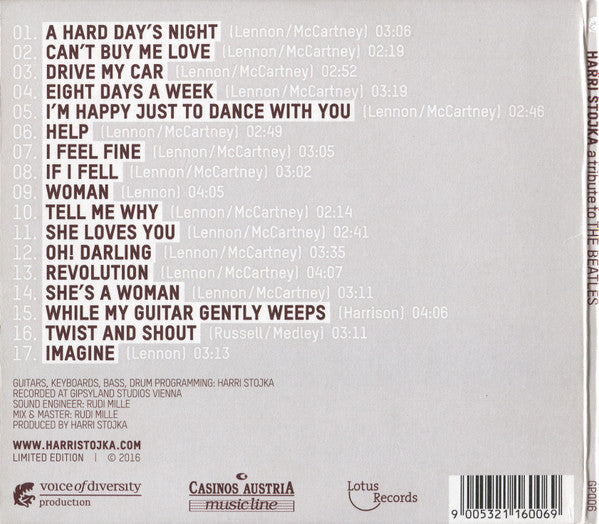 01. A HARD DAY'S NIGHT (Lennon/McCartney) 03:06
02. CAN'T BUY ME LOVE (Lennon/McCartney) 02:19
03. DRIVE MY CAR (Lennon/McCartney) 02:52
04. EIGHT DAYS A WEEK (Lennon/McCartney) 03:19
05. I'M HAPPY JUST TO DANCE WITH YOU (Lennon/McCartney) 02:46
06. HELP (Lennon/McCartney) 02:49
07. I FEEL FINE (Lennon/McCartney) 03:05
08. IF I FELL (Lennon/McCartney) 03:02
09. WOMAN (Lennon) 04:05
10. TELL ME WHY (Lennon/McCartney) 02:14
11. SHE LOVES YOU (Lennon/McCartney) 02:41
12. OH! DARLING (Lennon/McCartney) 03:35
13. REVOLUTION (Lennon/McCartney) 04:07
14. SHE'S A WOMAN (Lennon/McCartney) 03:11
15. WHILE MY GUITAR GENTLY WEEPS (Harrison) 04:06
16. TWIST AND SHOUT (Russell/Medley) 03:11
17. IMAGINE (Lennon) 03:13
GUITARS, KEYBOARDS, BASS, DRUM PROGRAMMING: HARRI STOJKA
RECORDED AT GIPSYLAND STUDIOS VIENNA
SOUND ENGINEER: RUDI MILLE
MIX & MASTER: RUDI MILLE
PRODUCED BY HARRI STOJKA
WWW.HARRISTOJKA.COM
LIMITED EDITION | © 2016
voice of diversity
production
CASINOS AUSTRIA
musicline
Lotus
Records
9 005321 160069
HARRI STOJKA a tribute to THE BEATLES
GP006